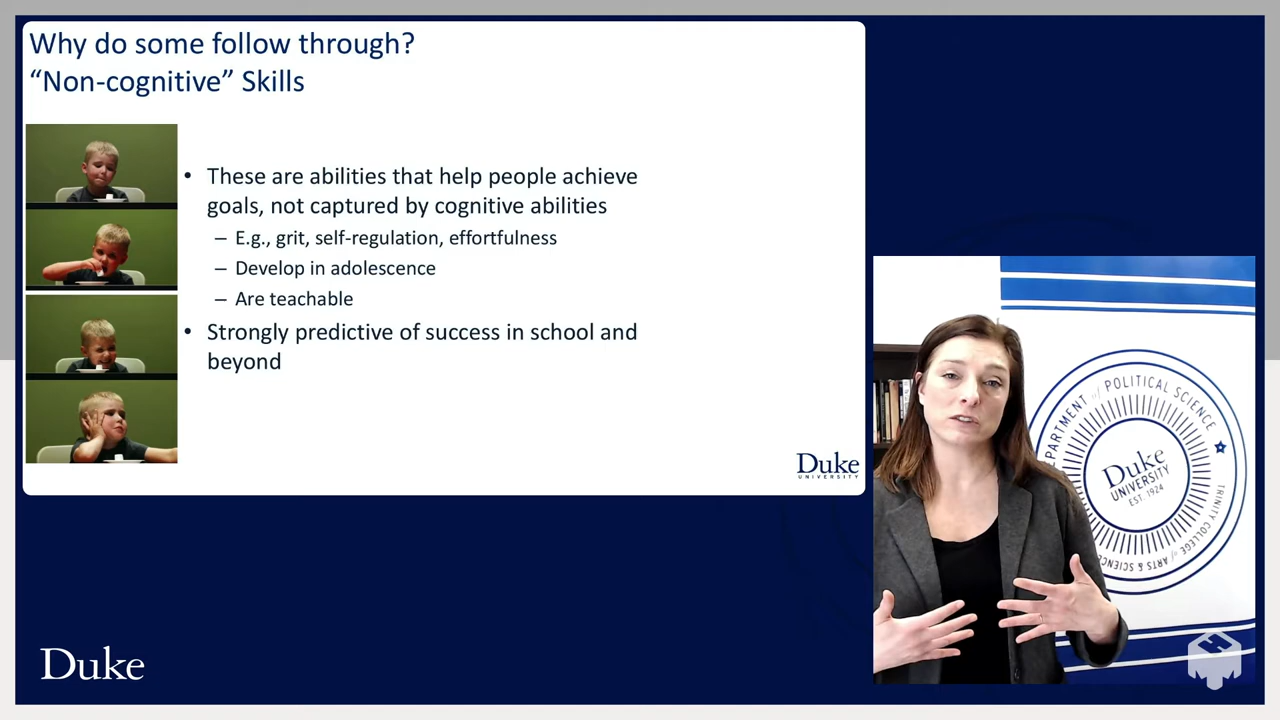 Why do some follow through?
“Non-cognitive” Skills
• These are abilities that help people achieve
goals, not captured by cognitive abilities
– E.g., grit, self-regulation, effortfulness
– Develop in adolescence
– Are teachable
• Strongly predictive of success in school and
beyond
Duke
UNIVERSITY
DEPARTMENT of POLITICAL SCIENCE
Duke
UNIVERSITY
EST. 1924
TRINITY COLLEGE of ARTS & SCIENCES
Duke